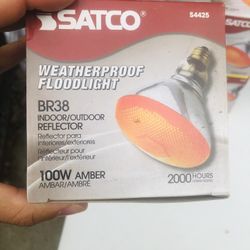 SATCO
S4425
WEATHERPROOF
FLOODLIGHT
BR38
INDOOR/OUTDOOR
REFLECTOR
Reflector para
interiores/exteriores
Réflecteur pour
l'intérieur/l'extérieur
100W AMBER
AMBAR/AMBRE
2000 HOURS